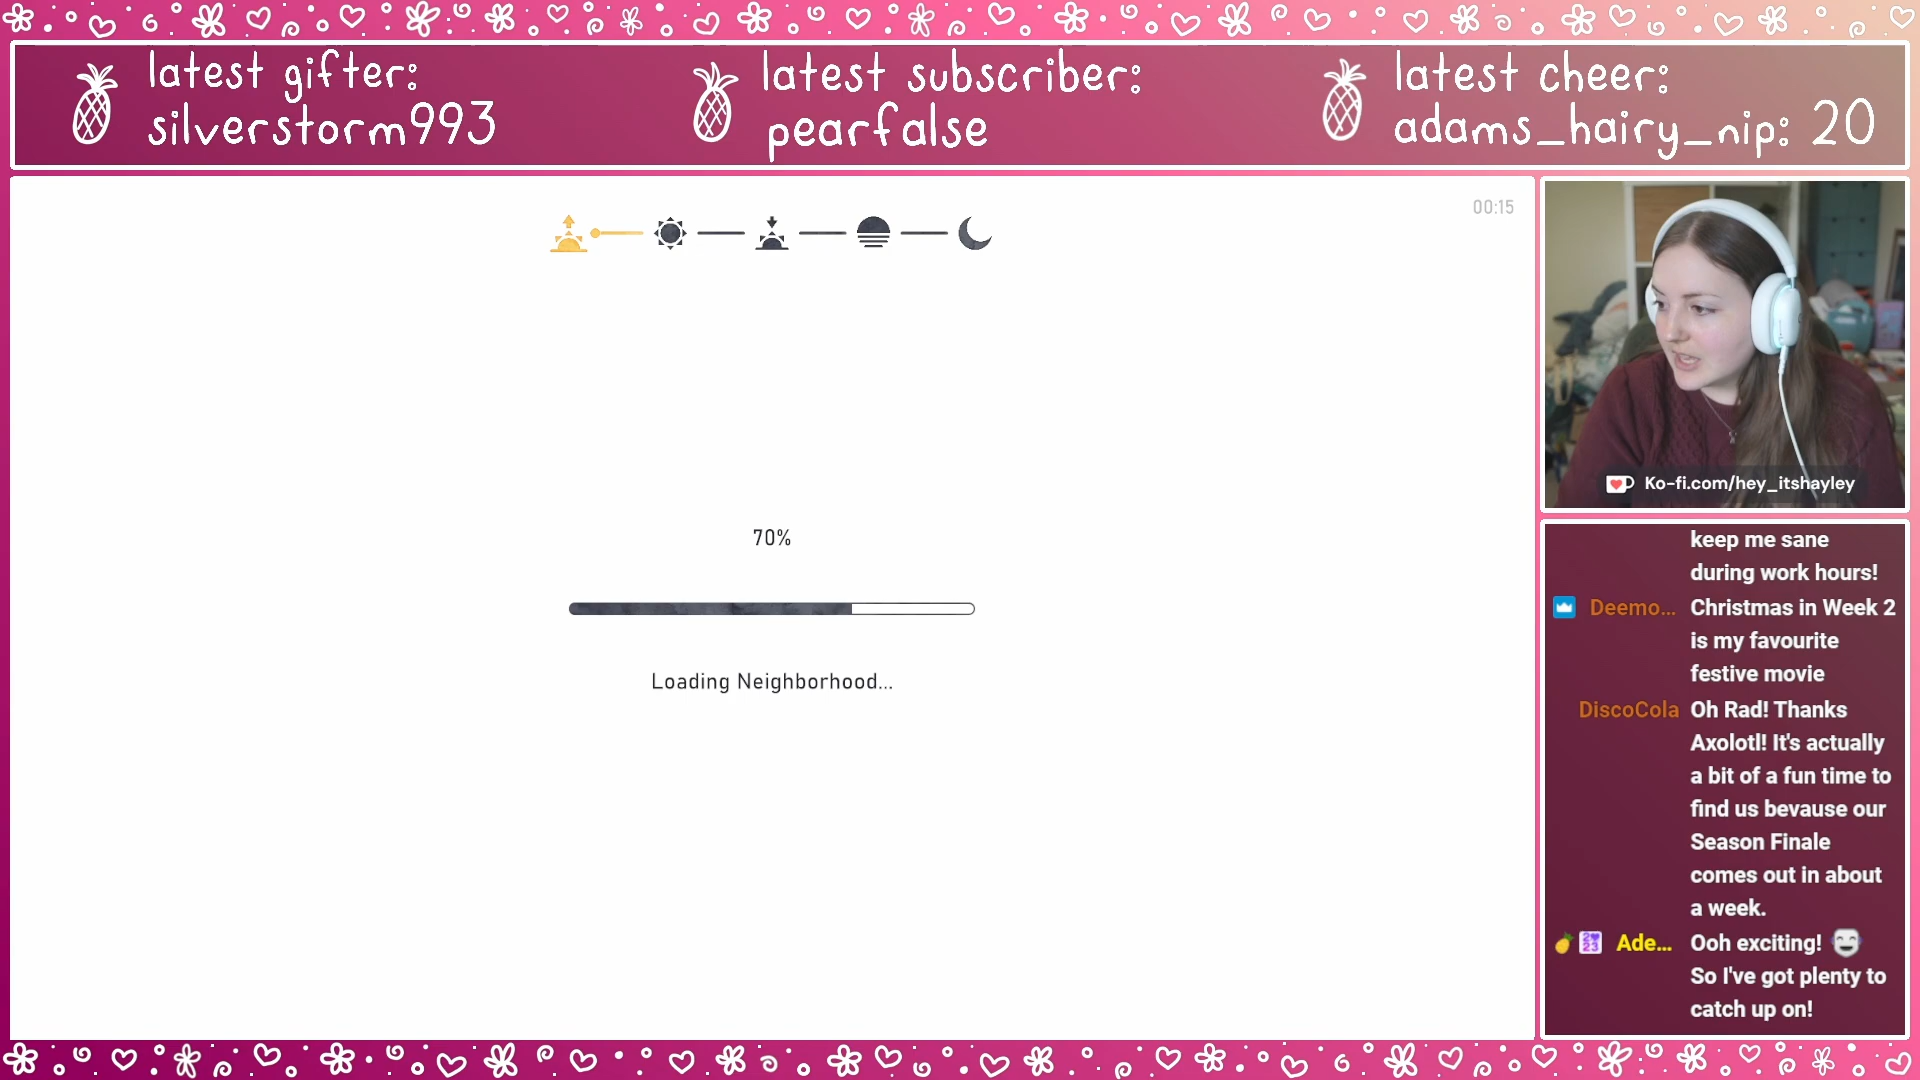 latest gifter:
silverstorm993
latest subscriber:
pearfalse
latest cheer:
adams_hairy_nip: 20
00:15
70%
Loading Neighborhood...
Ko-fi.com/hey_itshayley
keep me sane
during work hours!
Deemo... Christmas in Week 2
is my favourite
festive movie
DiscoCola Oh Rad! Thanks
Axolotl! It's actually
a bit of a fun time to
find us bevause our
Season Finale
comes out in about
a week.
Ade... Ooh exciting!
So I've got plenty to
catch up on!